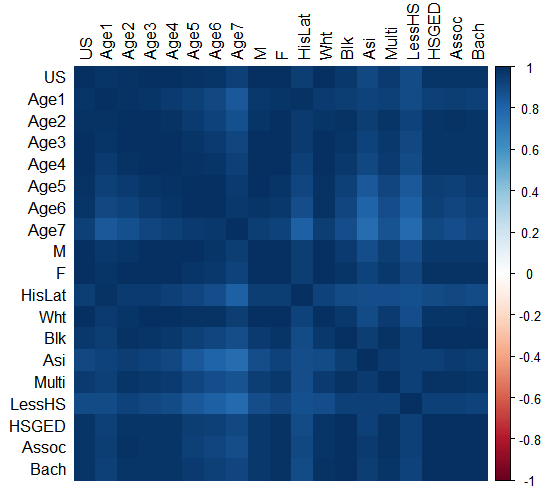 US Age1 Age2 Age3 Age4 Age5 Age6 Age7 M F HisLat Wht Blk Asi Multi LessHS HSGED Assoc Bach
US
Age1
Age2
Age3
Age4
Age5
Age6
Age7
M
F
HisLat
Wht
Blk
Asi
Multi
LessHS
HSGED
Assoc
Bach
1
0.8
0.6
0.4
0.2
0
-0.2
-0.4
-0.6
-0.8
-1